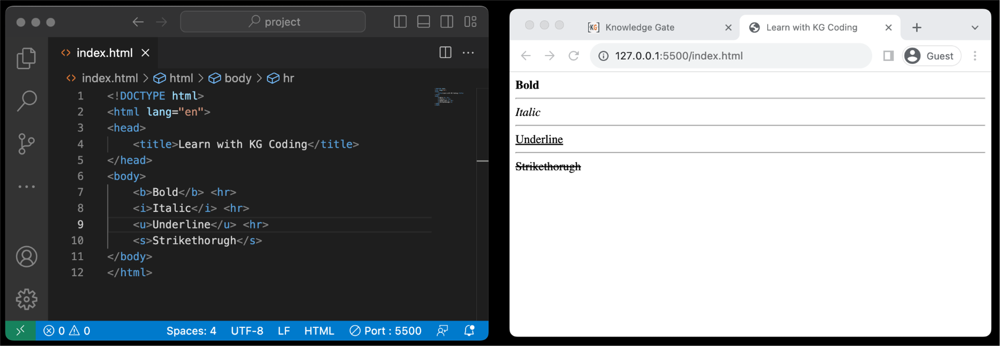 project
index.html
index.html > html > body > hr
1 <!DOCTYPE html>
2 <html lang="en">
3 <head>
4 <title>Learn with KG Coding</title>
5 </head>
6 <body>
7 <b>Bold</b> <hr>
8 <i>Italic</i> <hr>
9 <u>Underline</u> <hr>
10 <s>Strikethorugh</s>
11 </body>
12 </html>
0 0 Spaces: 4 UTF-8 LF HTML Port : 5500
KG Knowledge Gate Learn with KG Coding
127.0.0.1:5500/index.html Guest
Bold
Italic
Underline
Strikethorugh